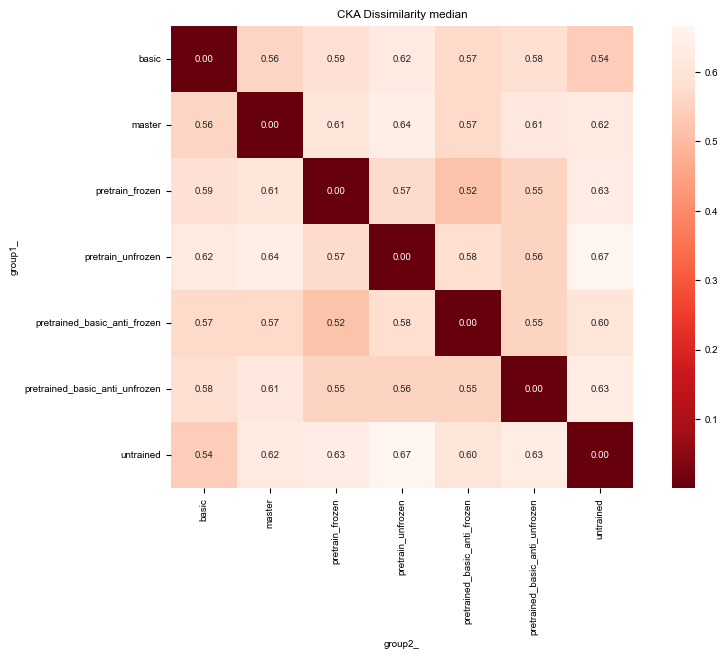 CKA Dissimilarity median
group1_
basic 0.00 0.56 0.59 0.62 0.57 0.58 0.54
master 0.56 0.00 0.61 0.64 0.57 0.61 0.62
pretrain_frozen 0.59 0.61 0.00 0.57 0.52 0.55 0.63
pretrain_unfrozen 0.62 0.64 0.57 0.00 0.58 0.56 0.67
pretrained_basic_anti_frozen 0.57 0.57 0.52 0.58 0.00 0.55 0.60
pretrained_basic_anti_unfrozen 0.58 0.61 0.55 0.56 0.55 0.00 0.63
untrained 0.54 0.62 0.63 0.67 0.60 0.63 0.00
basic
master
pretrain_frozen
pretrain_unfrozen
pretrained_basic_anti_frozen
pretrained_basic_anti_unfrozen
untrained
group2_
0.6
0.5
0.4
0.3
0.2
0.1